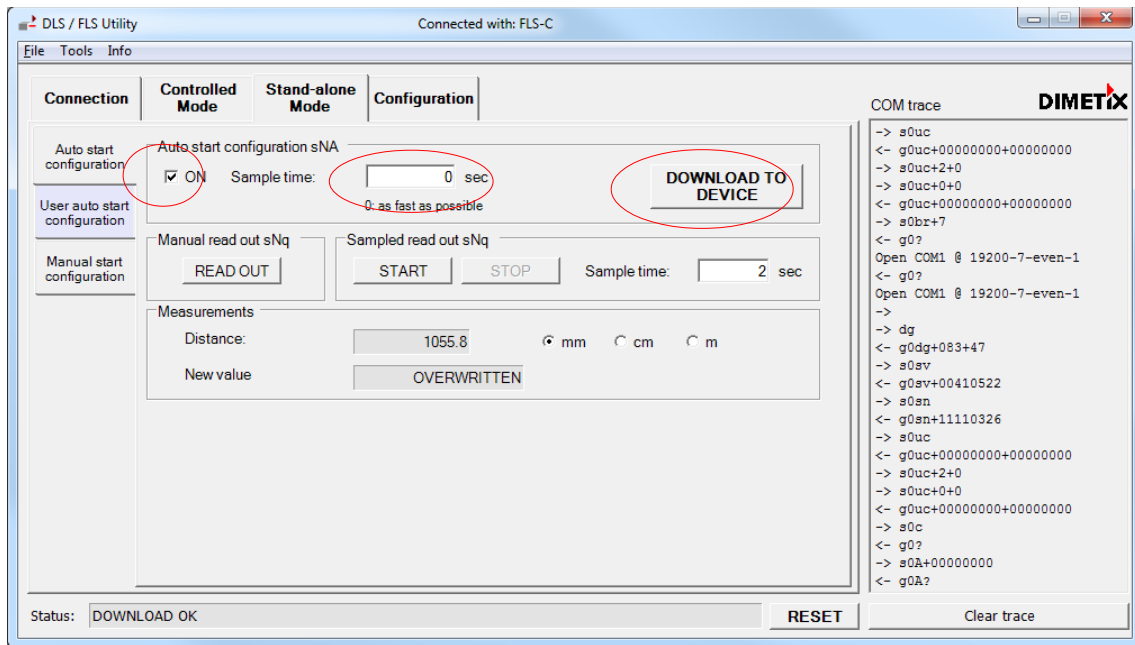 DLS / FLS Utility Connected with: FLS-C
File Tools Info
Connection
Controlled Mode
Stand-alone Mode
Configuration
Auto start
configuration
User auto start
configuration
Manual start
configuration
Auto start configuration sNA
ON Sample time: 0 sec
0: as fast as possible
DOWNLOAD TO
DEVICE
Manual read out sNq
READ OUT
Sampled read out sNq
START STOP Sample time: 2 sec
Measurements
Distance: 1055.8 mm cm m
New value OVERWRITTEN
COM trace DIMETIX
-> s0uc
<- g0uc+00000000+00000000
-> s0uc+2+0
-> s0uc+0+0
<- g0uc+00000000+00000000
-> s0br+7
<- g0?
Open COM1 @ 19200-7-even-1
<- g0?
Open COM1 @ 19200-7-even-1
->
-> dg
<- g0dg+083+47
-> s0sv
<- g0sv+00410522
-> s0sn
<- g0sn+11110326
-> s0uc
<- g0uc+00000000+00000000
-> s0uc+2+0
-> s0uc+0+0
<- g0uc+00000000+00000000
-> s0c
<- g0?
-> s0A+00000000
<- g0A?
Status: DOWNLOAD OK RESET Clear trace